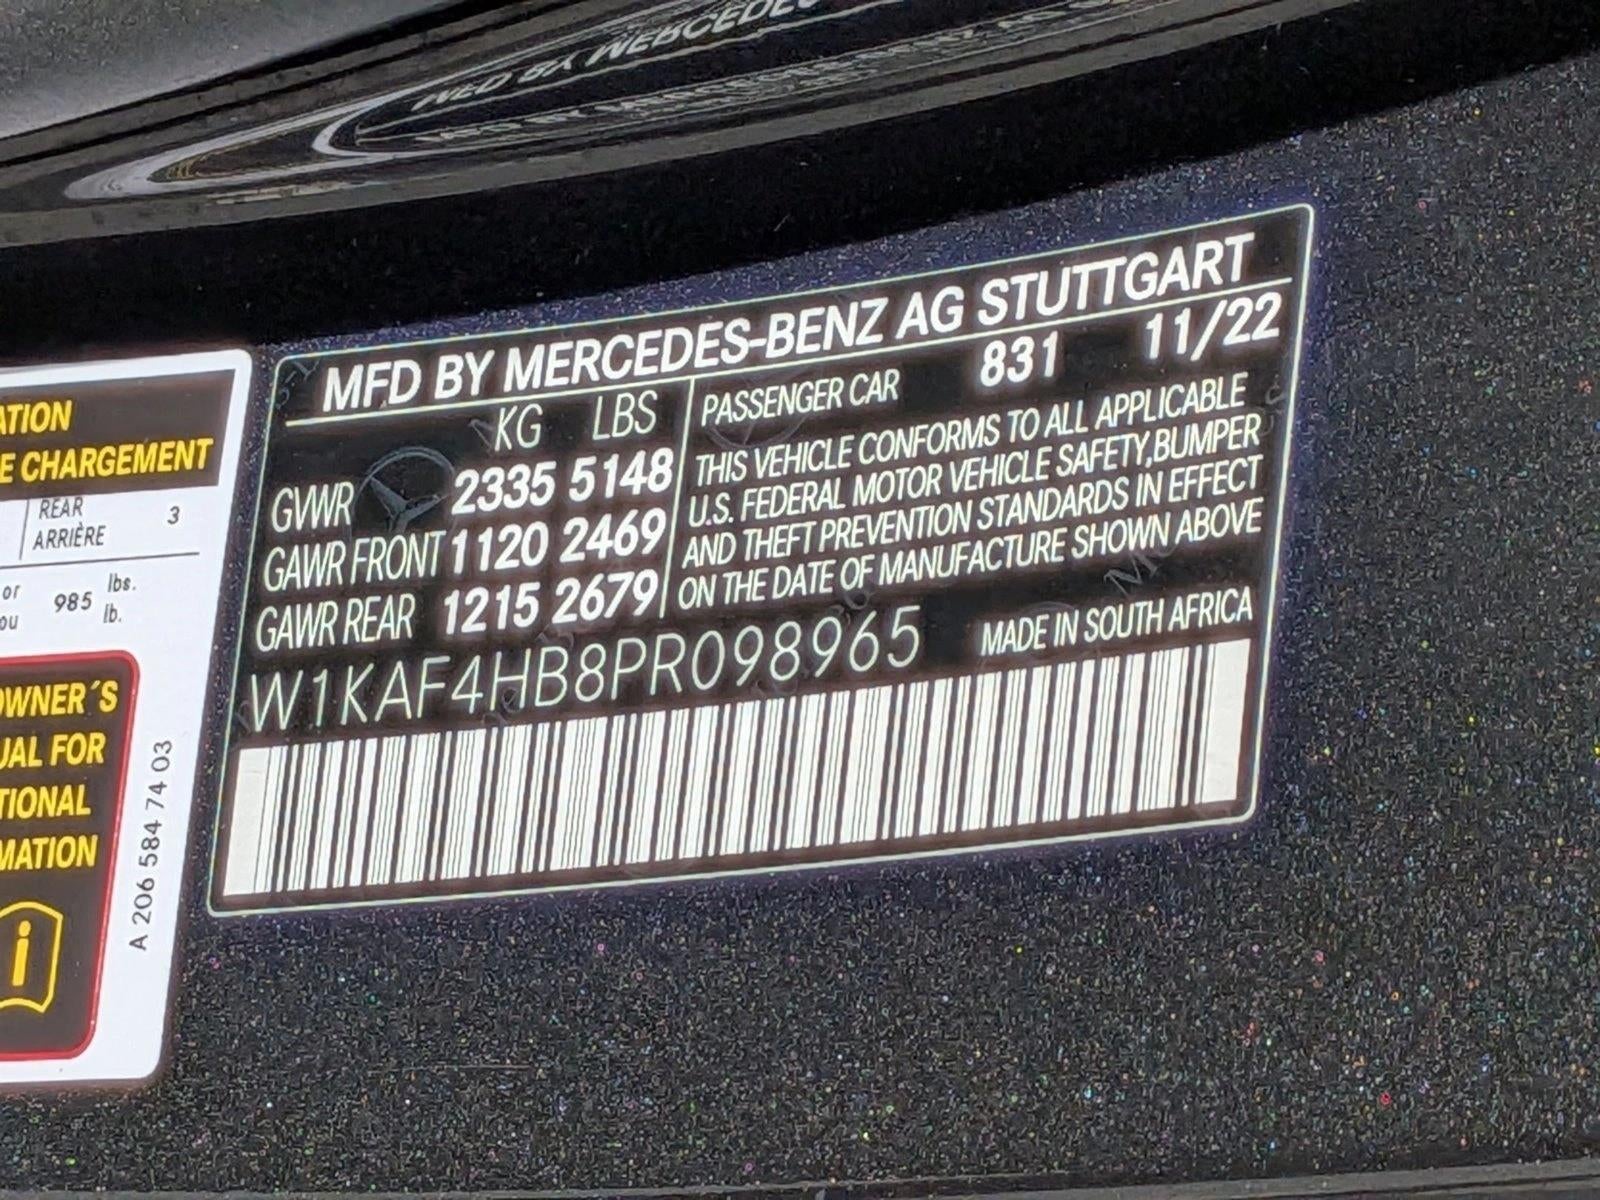 ATION
E CHARGEMENT
REAR
ARRIÈRE
3
or
ou
985
lbs.
lb.
OWNER´S
UAL FOR
TIONAL
MATION
i
A 206 584 74 03
MFD BY MERCEDES-BENZ AG STUTTGART
KG LBS
GVWR 2335 5148
GAWR FRONT 1120 2469
GAWR REAR 1215 2679
PASSENGER CAR 831 11/22
THIS VEHICLE CONFORMS TO ALL APPLICABLE
U.S. FEDERAL MOTOR VEHICLE SAFETY,BUMPER
AND THEFT PREVENTION STANDARDS IN EFFECT
ON THE DATE OF MANUFACTURE SHOWN ABOVE
W1KAF4HB8PR098965
MADE IN SOUTH AFRICA